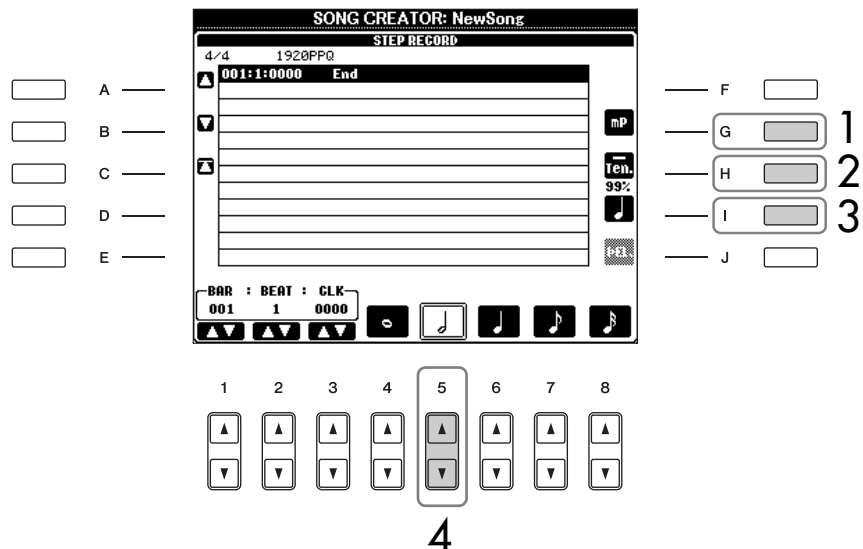 SONG CREATOR: NewSong
STEP RECORD
4/4 1920PPQ
001:1:0000 End
A
B
C
D
E
mP
Ten.
99%
DEL.
F
G 1
H 2
I 3
J
BAR : BEAT : CLK
001 1 0000
1 2 3 4 5 6 7 8
4